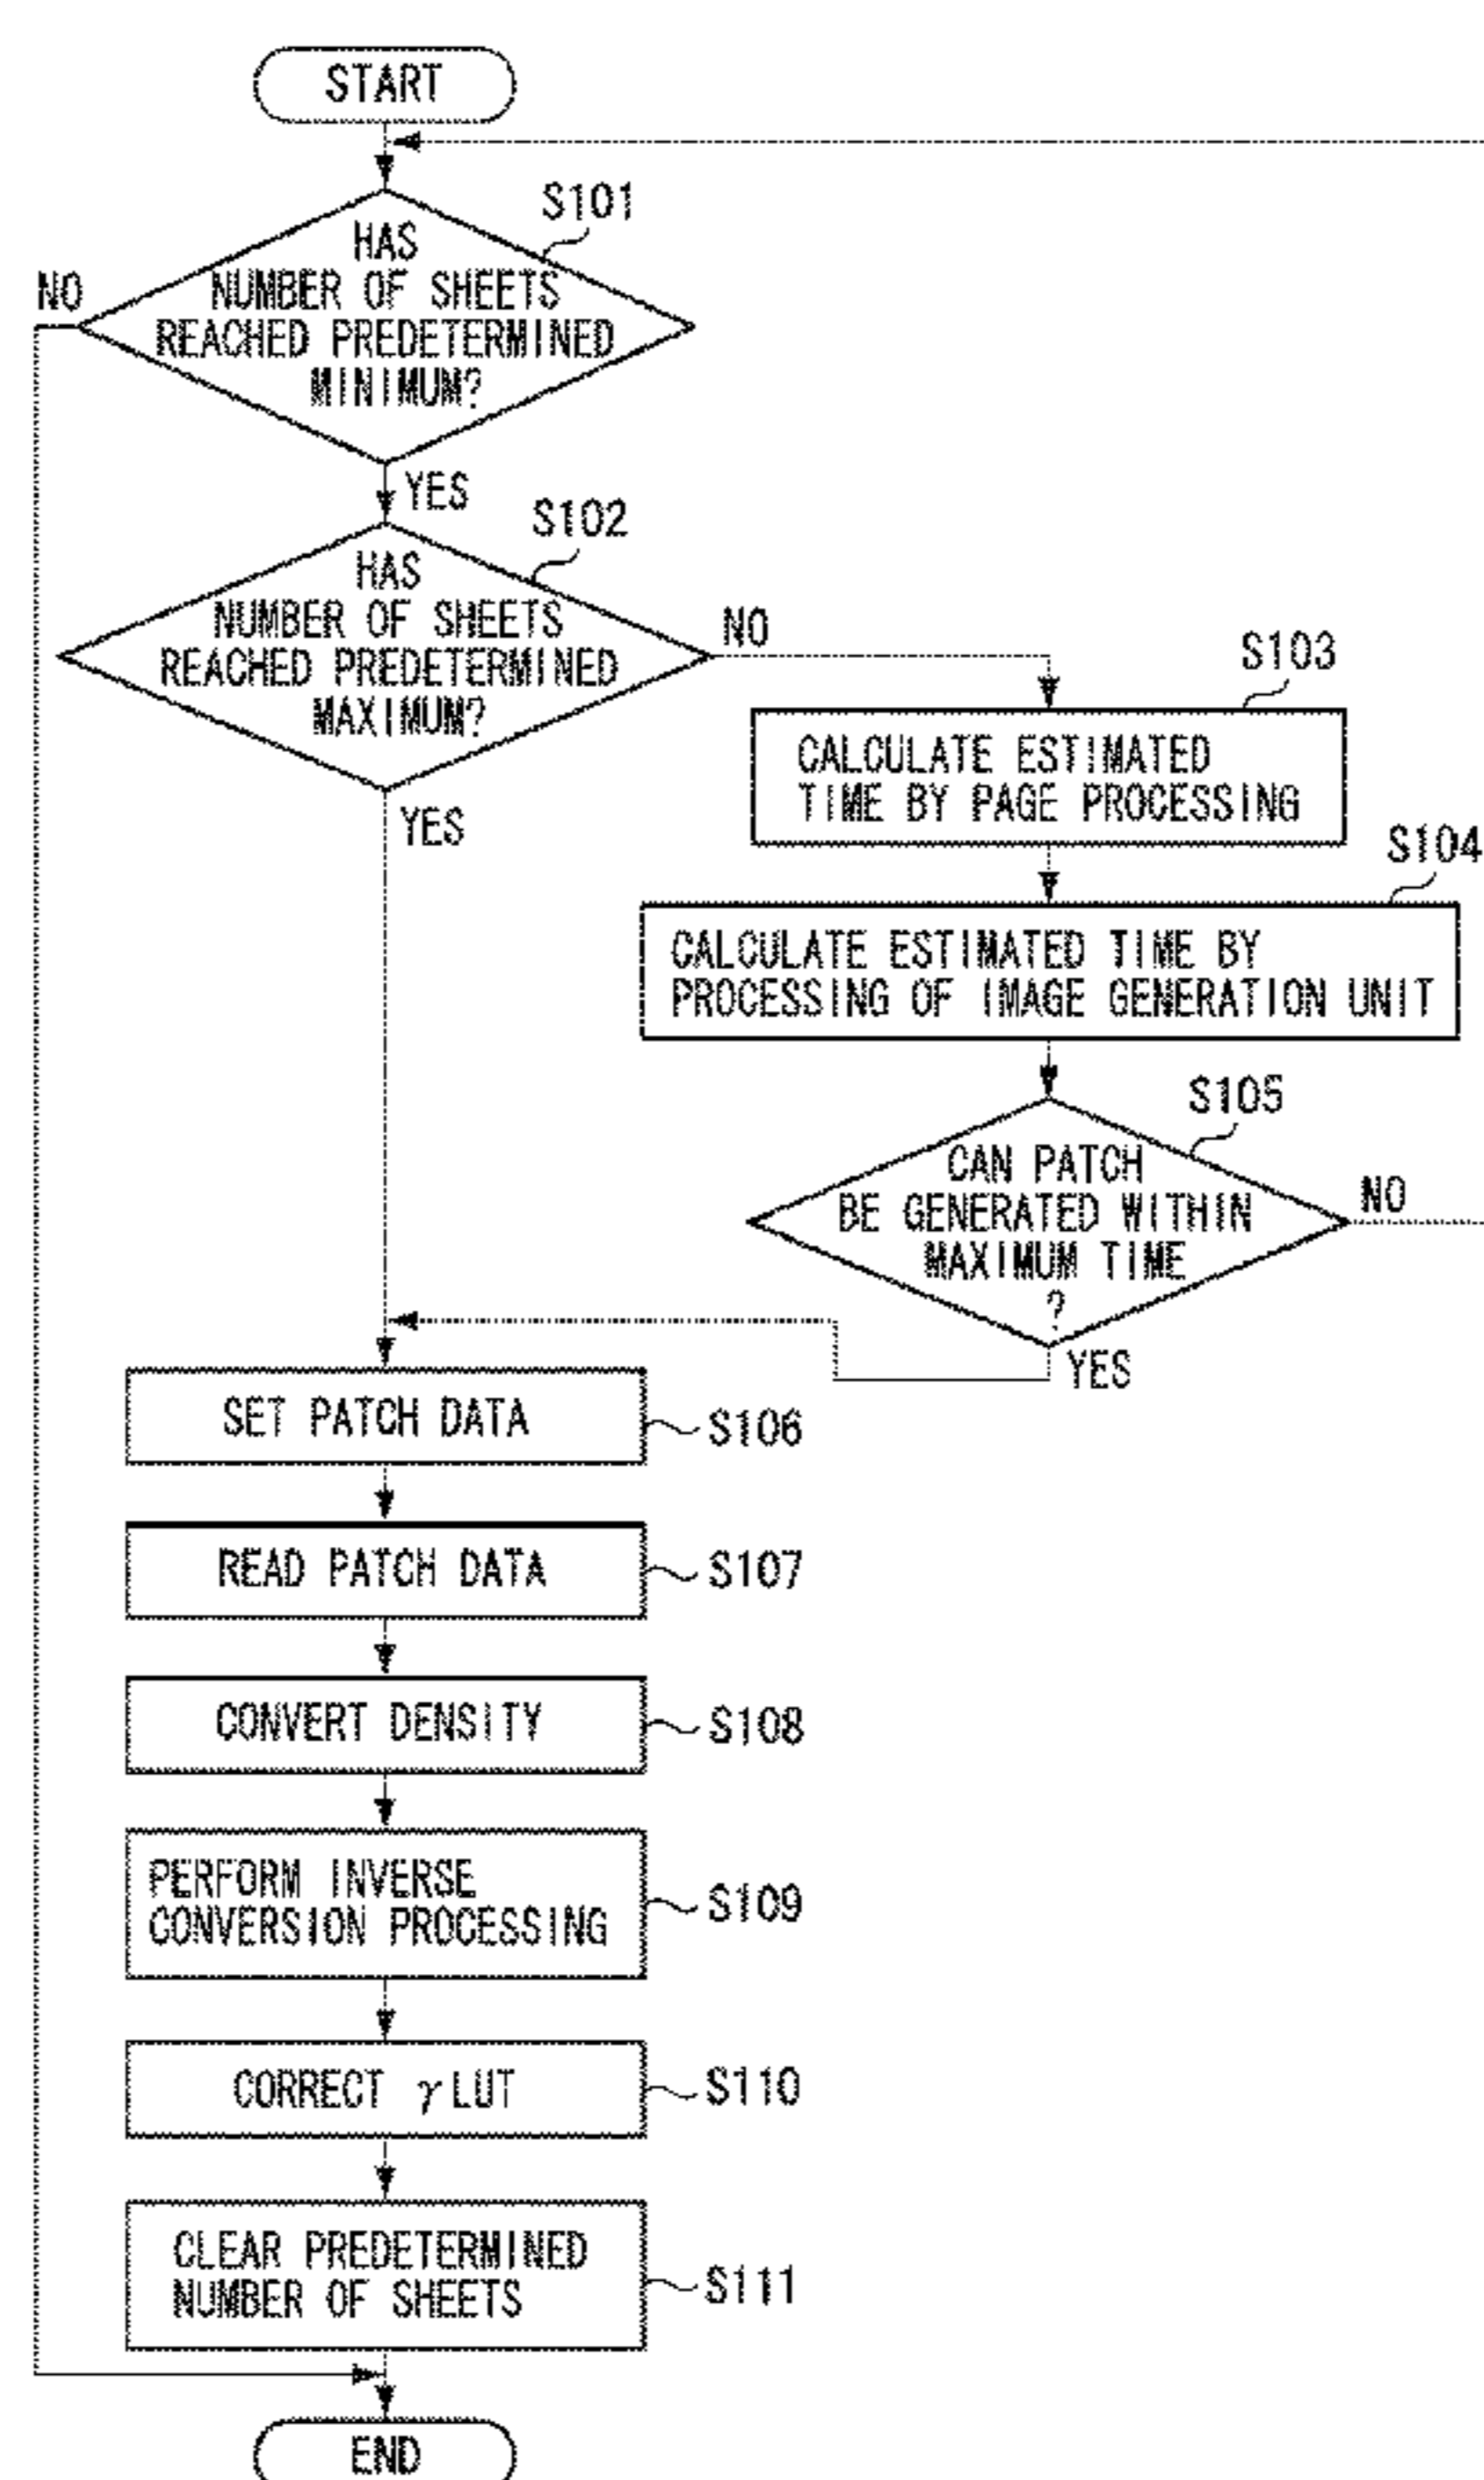 START
S101
HAS
NUMBER OF SHEETS
REACHED PREDETERMINED
MINIMUM?
NO
YES
S102
HAS
NUMBER OF SHEETS
REACHED PREDETERMINED
MAXIMUM?
NO
YES
S103
CALCULATE ESTIMATED
TIME BY PAGE PROCESSING
S104
CALCULATE ESTIMATED TIME BY
PROCESSING OF IMAGE GENERATION UNIT
S105
CAN PATCH
BE GENERATED WITHIN
MAXIMUM TIME
?
NO
YES
SET PATCH DATA
S106
READ PATCH DATA
S107
CONVERT DENSITY
S108
PERFORM INVERSE
CONVERSION PROCESSING
S109
CORRECT γ LUT
S110
CLEAR PREDETERMINED
NUMBER OF SHEETS
S111
END